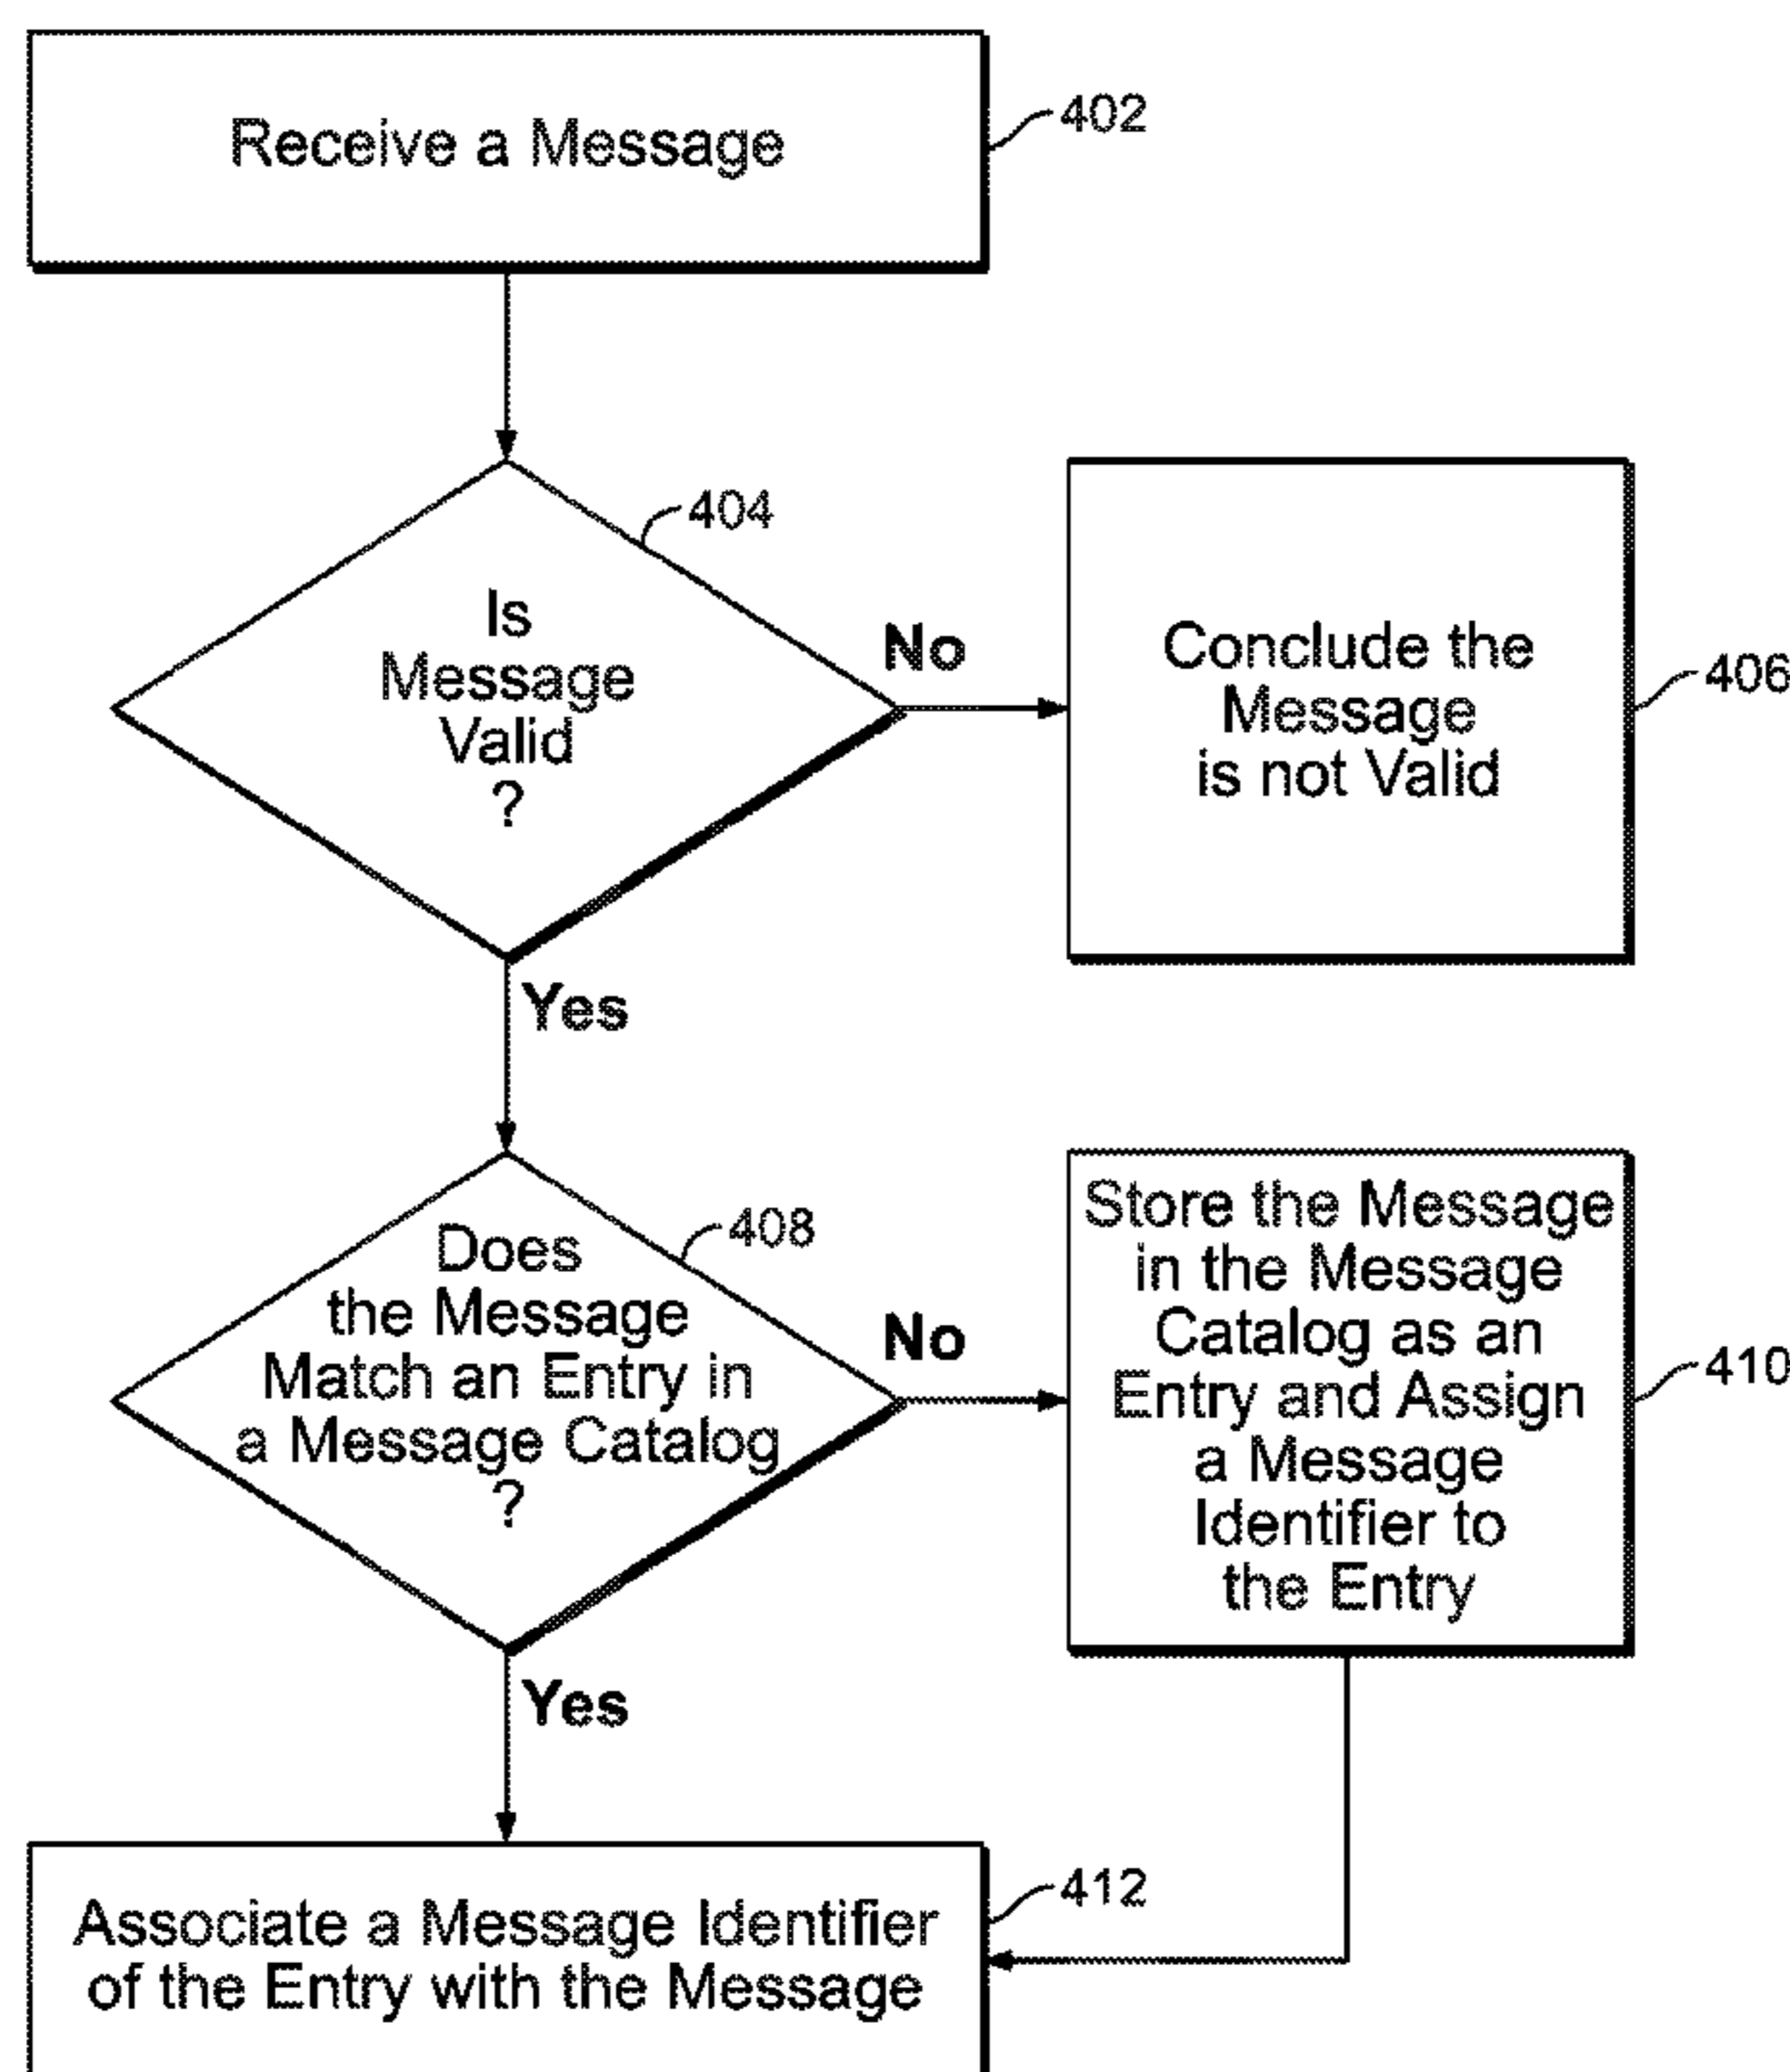 Receive a Message
402
404
Is
Message
Valid
?
No
Conclude the
Message
is not Valid
406
Yes
408
Does
the Message
Match an Entry in
a Message Catalog
?
No
Store the Message
in the Message
Catalog as an
Entry and Assign
a Message
Identifier to
the Entry
410
Yes
412
Associate a Message Identifier
of the Entry with the Message